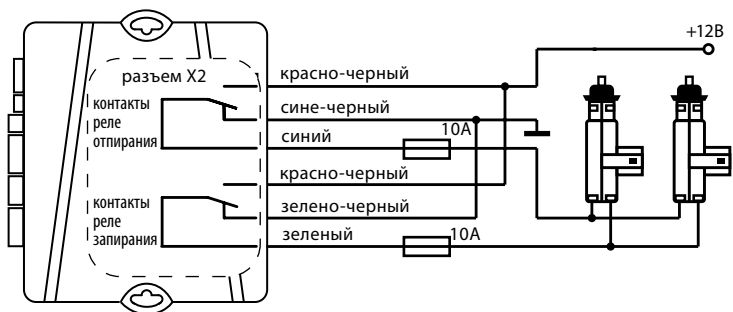 +12В
разъем X2
красно-черный
контакты
реле
отпирания
сине-черный
синий
10А
красно-черный
контакты
реле
запирания
зелено-черный
зеленый
10А